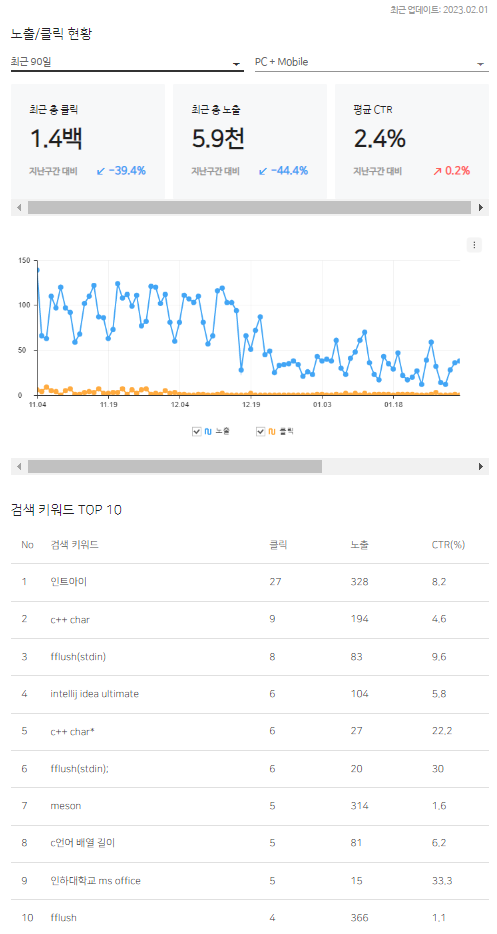 최근 업데이트: 2023.02.01
노출/클릭 현황
최근 90일 PC + Mobile
최근 총 클릭 최근 총 노출 평균 CTR
1.4백 5.9천 2.4%
지난구간 대비 ↙ -39.4% 지난구간 대비 ↙ -44.4% 지난구간 대비 ↗ 0.2%
150
100
50
0
11.04 11.19 12.04 12.19 01.03 01.18
노출 클릭
검색 키워드 TOP 10
No 검색 키워드 클릭 노출 CTR(%)
1 인트아이 27 328 8.2
2 c++ char 9 194 4.6
3 fflush(stdin) 8 83 9.6
4 intellij idea ultimate 6 104 5.8
5 c++ char* 6 27 22.2
6 fflush(stdin); 6 20 30
7 meson 5 314 1.6
8 c언어 배열 길이 5 81 6.2
9 인하대학교 ms office 5 15 33.3
10 fflush 4 366 1.1